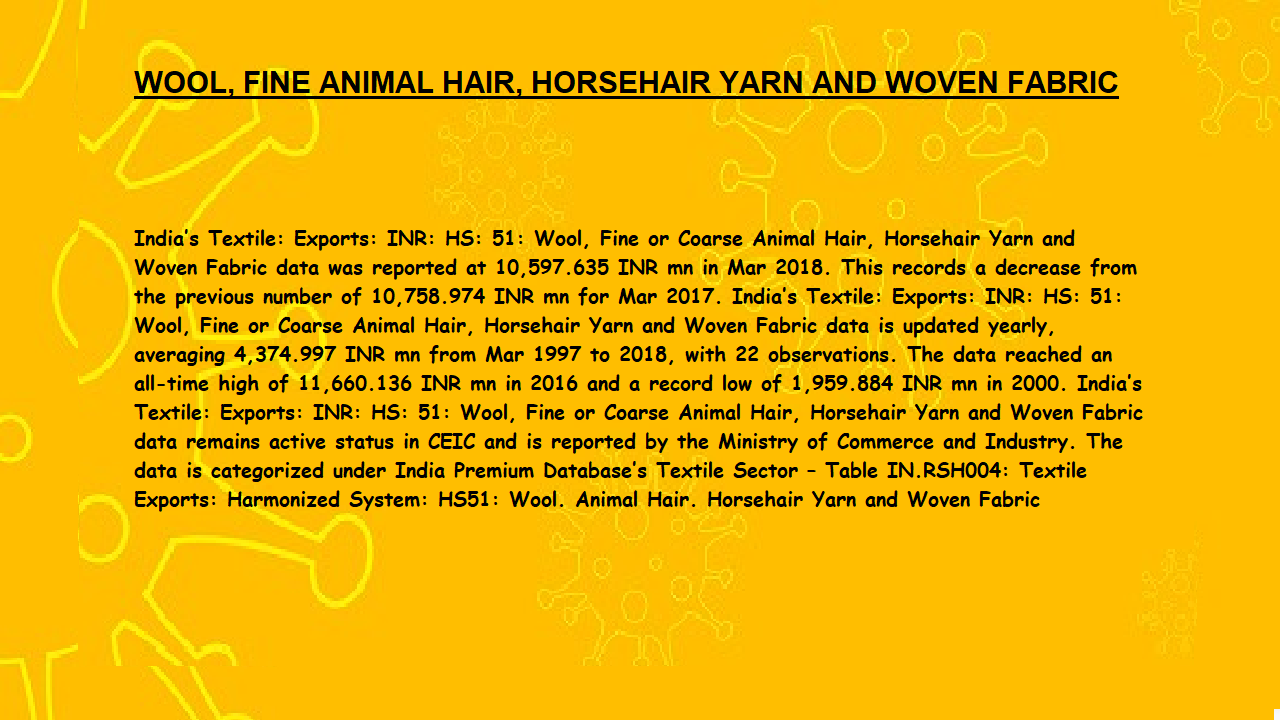 WOOL, FINE ANIMAL HAIR, HORSEHAIR YARN AND WOVEN FABRIC
India's Textile: Exports: INR: HS: 51: Wool, Fine or Coarse Animal Hair, Horsehair Yarn and
Woven Fabric data was reported at 10,597.635 INR mn in Mar 2018. This records a decrease from
the previous number of 10,758.974 INR mn for Mar 2017. India's Textile: Exports: INR: HS: 51:
Wool, Fine or Coarse Animal Hair, Horsehair Yarn and Woven Fabric data is updated yearly,
averaging 4,374.997 INR mn from Mar 1997 to 2018, with 22 observations. The data reached an
all-time high of 11,660.136 INR mn in 2016 and a record low of 1,959.884 INR mn in 2000. India's
Textile: Exports: INR: HS: 51: Wool, Fine or Coarse Animal Hair, Horsehair Yarn and Woven Fabric
data remains active status in CEIC and is reported by the Ministry of Commerce and Industry. The
data is categorized under India Premium Database's Textile Sector – Table IN.RSH004: Textile
Exports: Harmonized System: HS51: Wool. Animal Hair. Horsehair Yarn and Woven Fabric